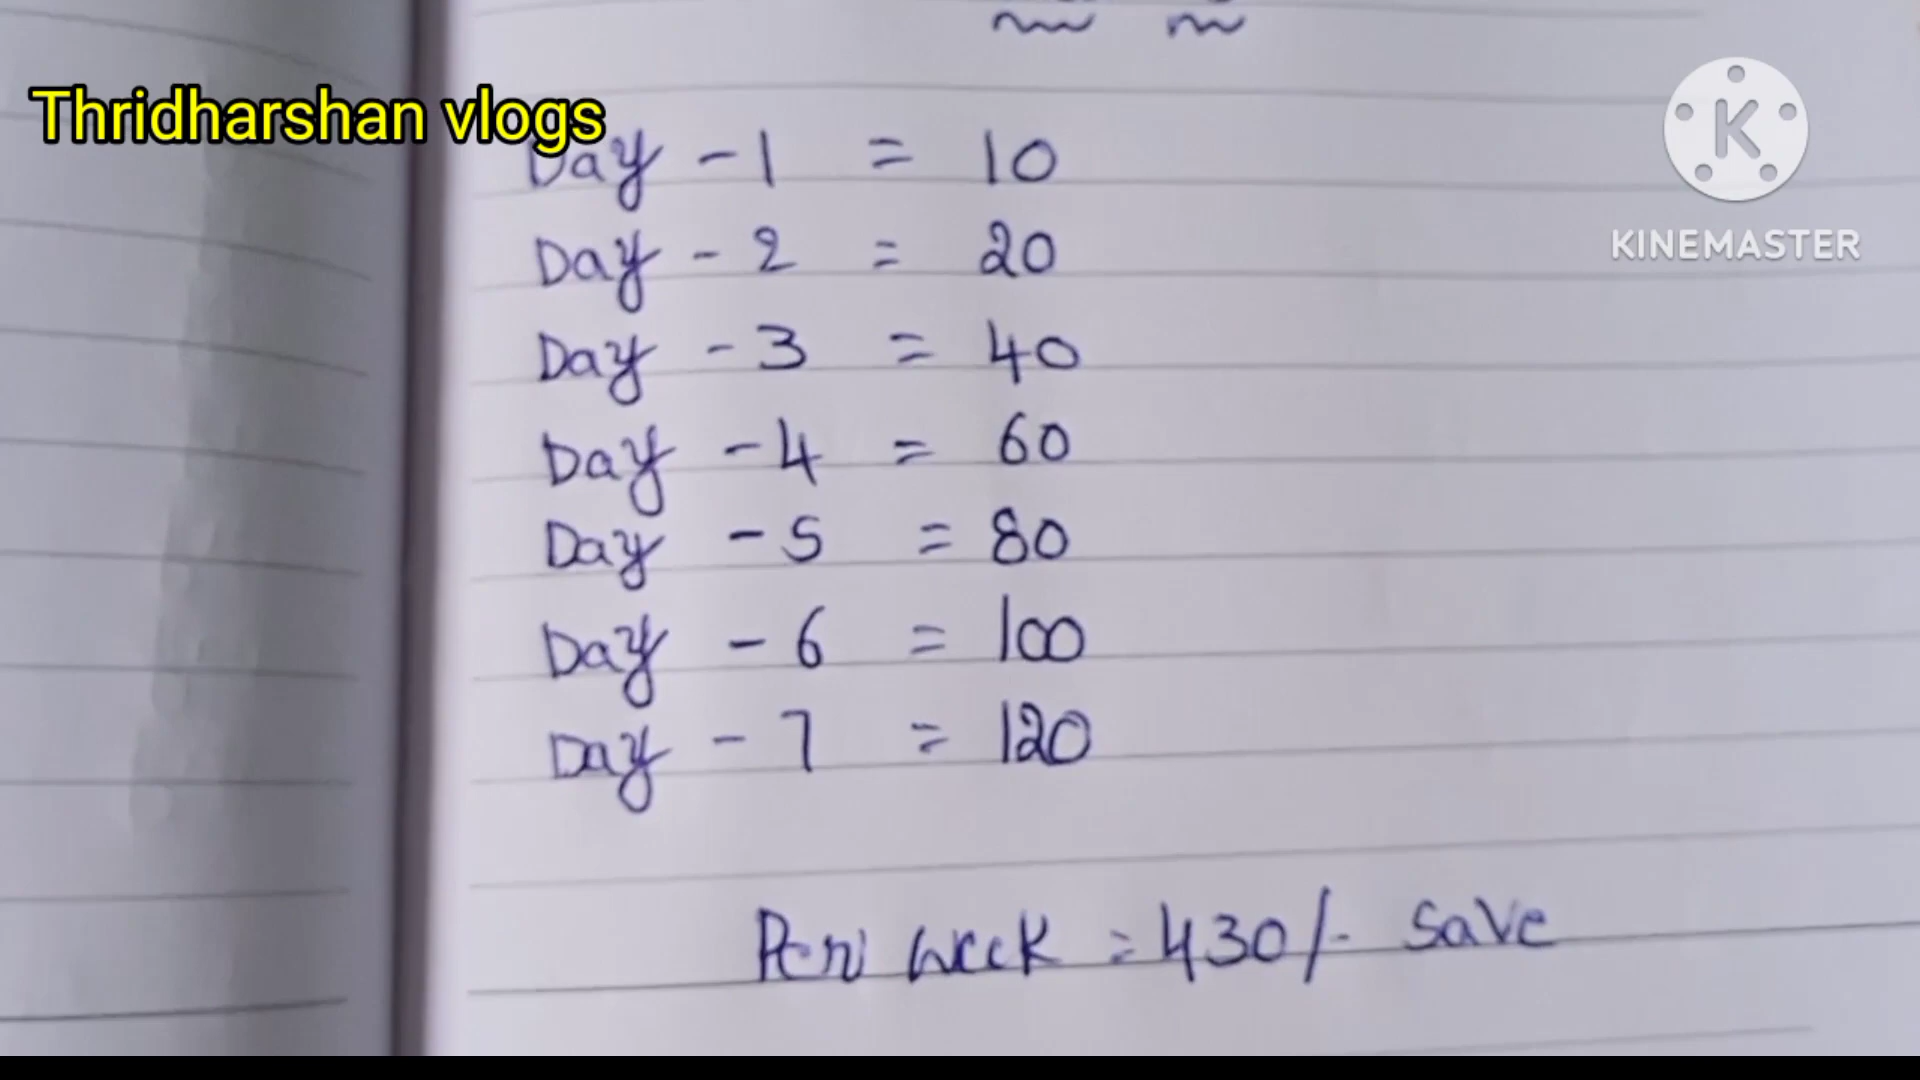 Thridharshan vlogs
Day - 1 = 10
KINEMASTER
Day - 2 = 20
Day - 3 = 40
Day - 4 = 60
Day - 5 = 80
Day - 6 = 100
Day - 7 = 120
Per week = 430/- save